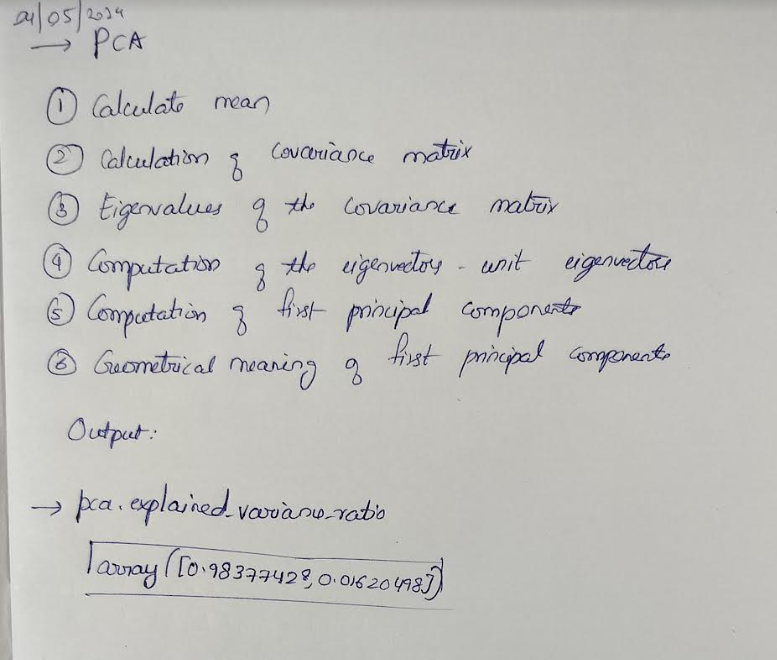 04/05/2024
→ PCA
① Calculate mean
② Calculation of covariance matrix
③ Eigenvalues of the covariance matrix
④ Computation of the eigenvectors - unit eigenvectors
⑤ Computation of first principal components
⑥ Geometrical meaning of first principal components
Output:
→ pca.explained_variance_ratio
array([0.98377428, 0.01620498])